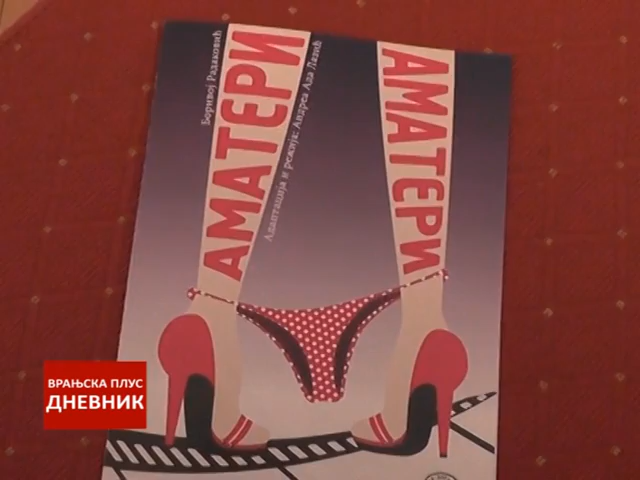 Боривој Радаковић
АМАТЕРИ
Адаптација и режија: Андреа Ада Лазић
АМАТЕРИ
ВРАЊСКА ПЛУС
ДНЕВНИК